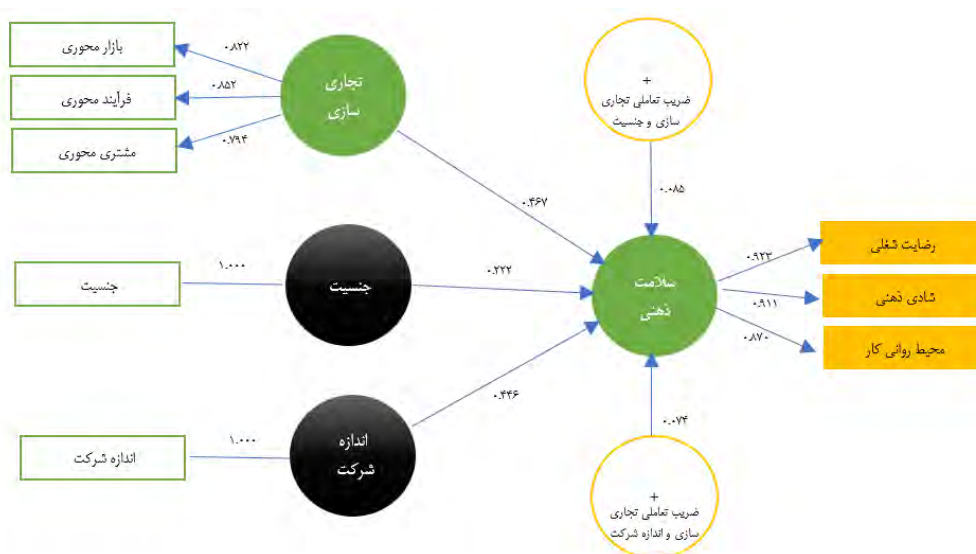 بازار محوری
۰.۸۲۲
فرآیند محوری
۰.۸۵۲
مشتری محوری
۰.۷۹۴
تجاری
سازی
+
ضریب تعاملی تجاری
سازی و جنسیت
۰.۰۸۵
۰.۴۶۷
جنسیت
۱.۰۰۰
جنسیت
۰.۲۲۲
سلامت
ذهنی
۰.۹۲۳
رضایت شغلی
۰.۹۱۱
شادی ذهنی
۰.۸۷۰
محیط روانی کار
۰.۴۴۶
اندازه شرکت
۱.۰۰۰
اندازه
شرکت
۰.۰۷۴
+
ضریب تعاملی تجاری
سازی و اندازه شرکت